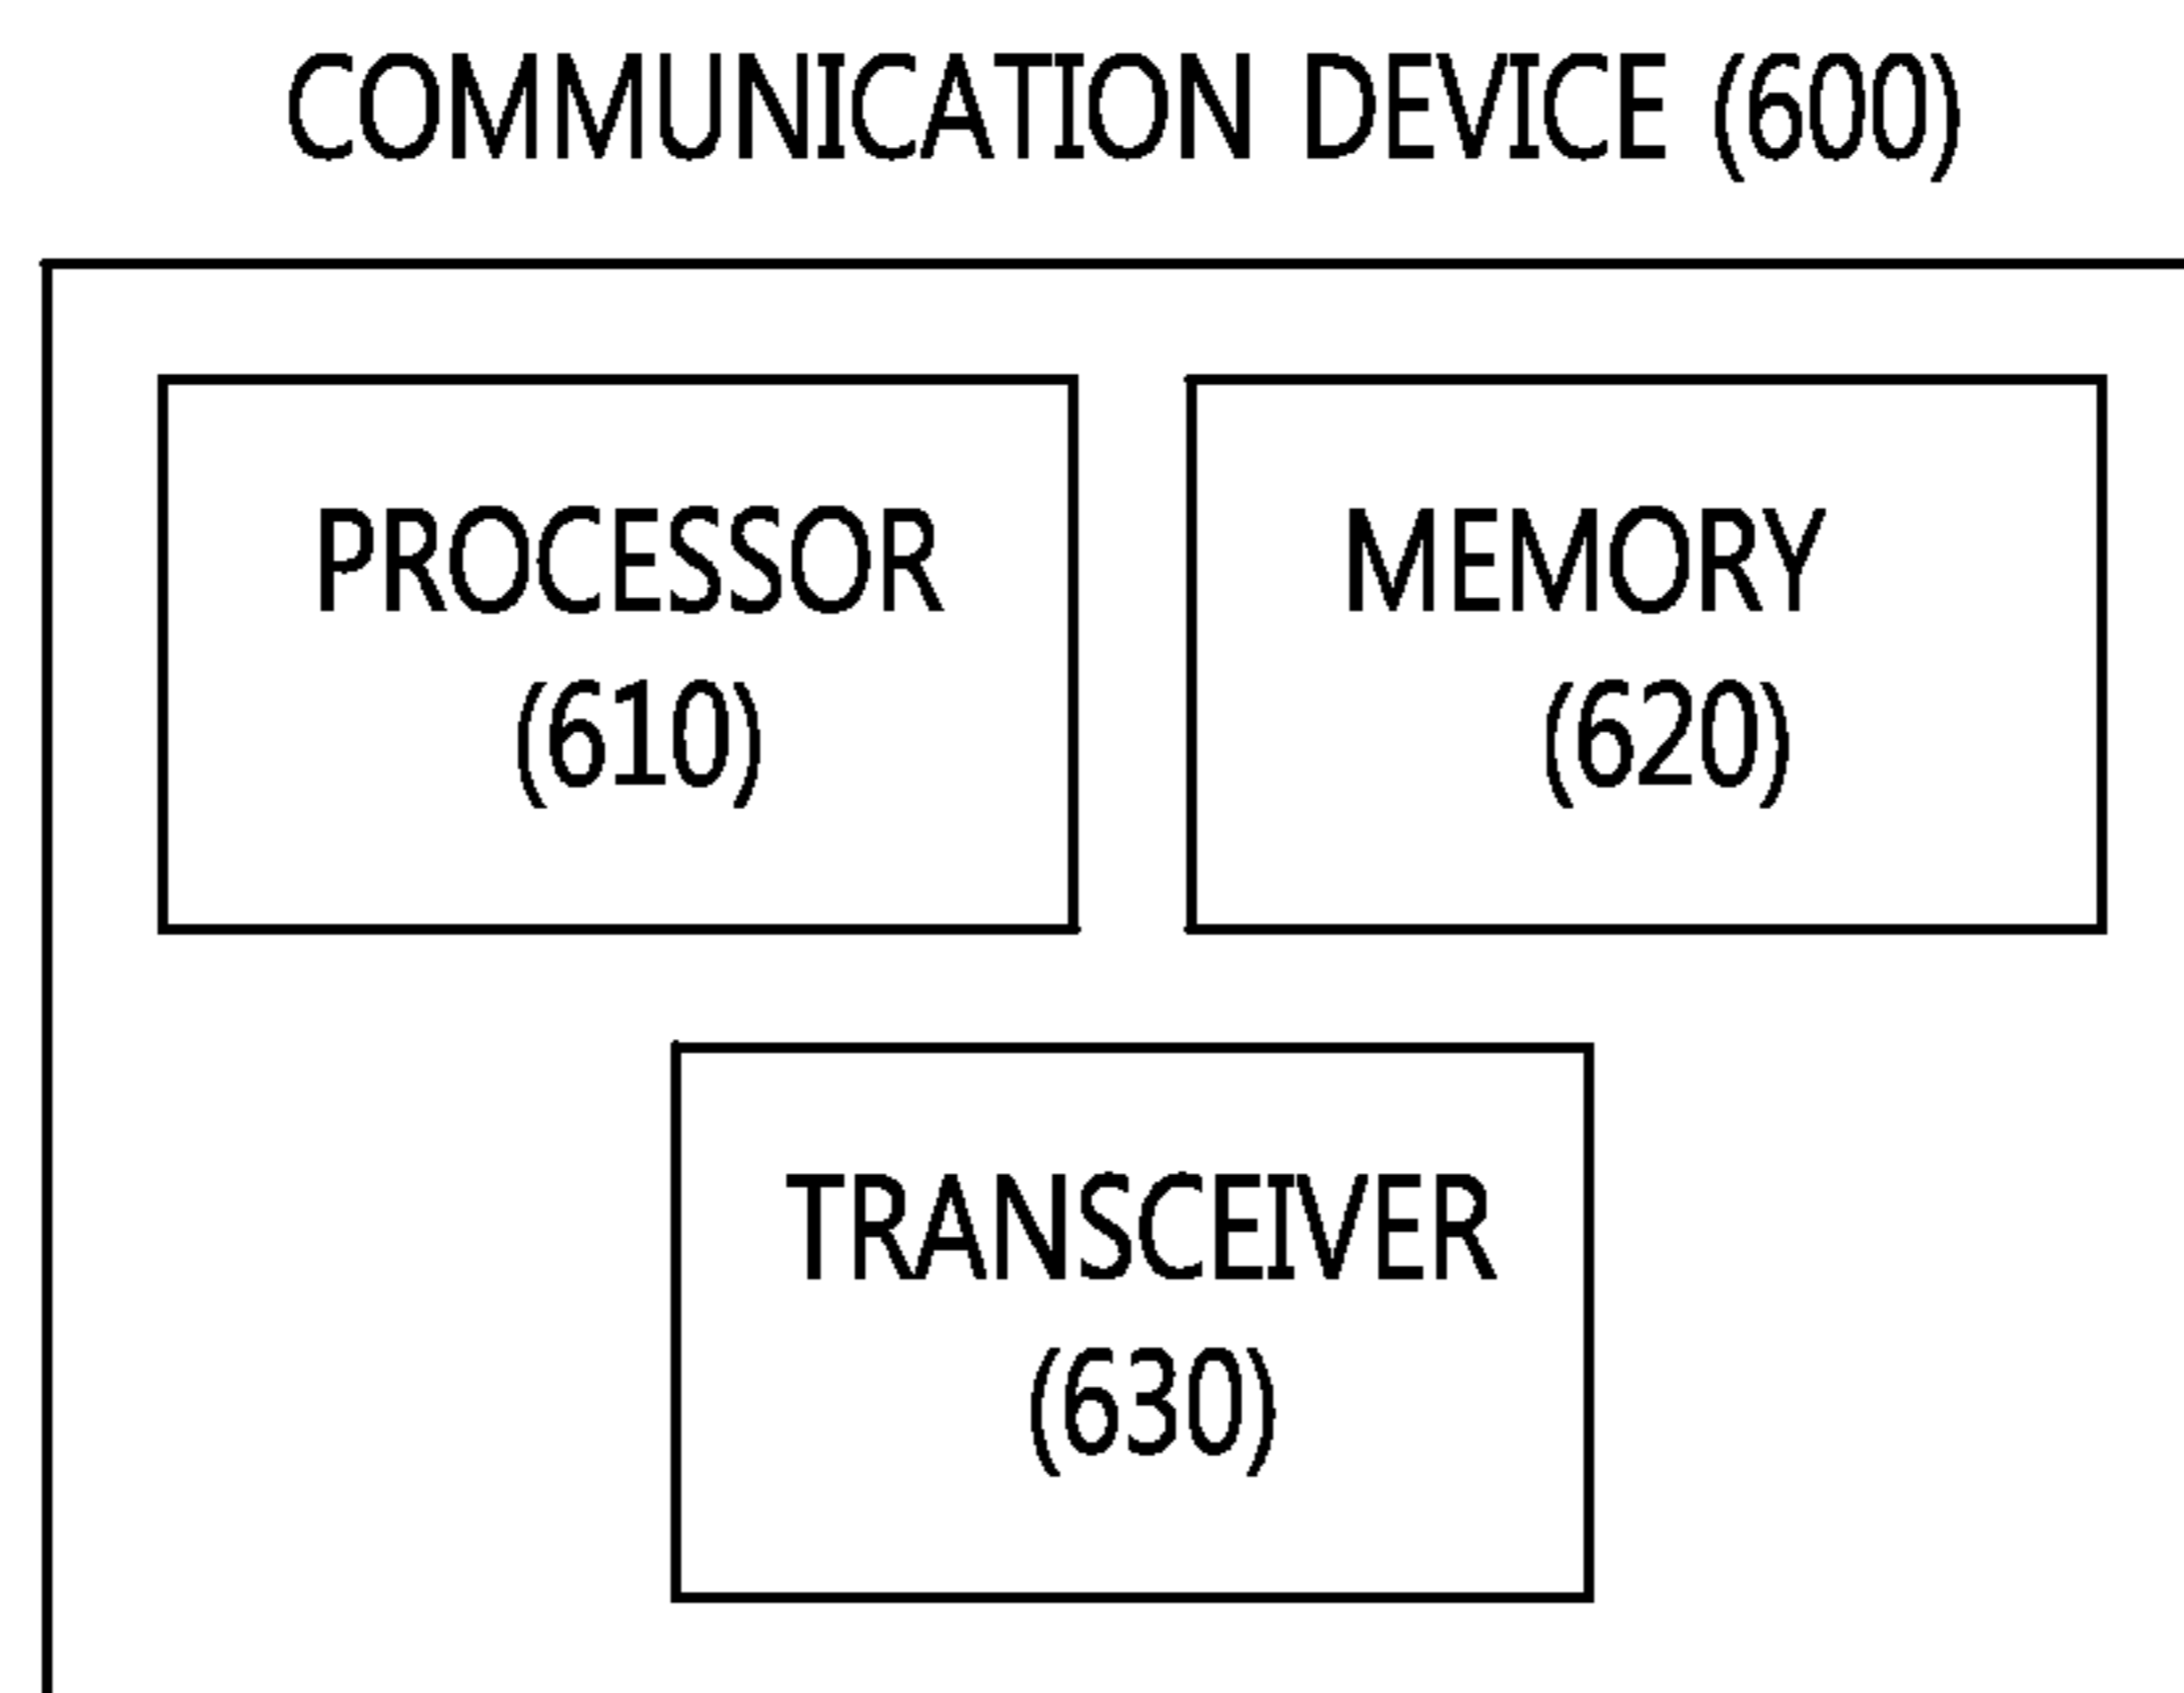 COMMUNICATION DEVICE (600)
PROCESSOR
(610)
MEMORY
(620)
TRANSCEIVER
(630)